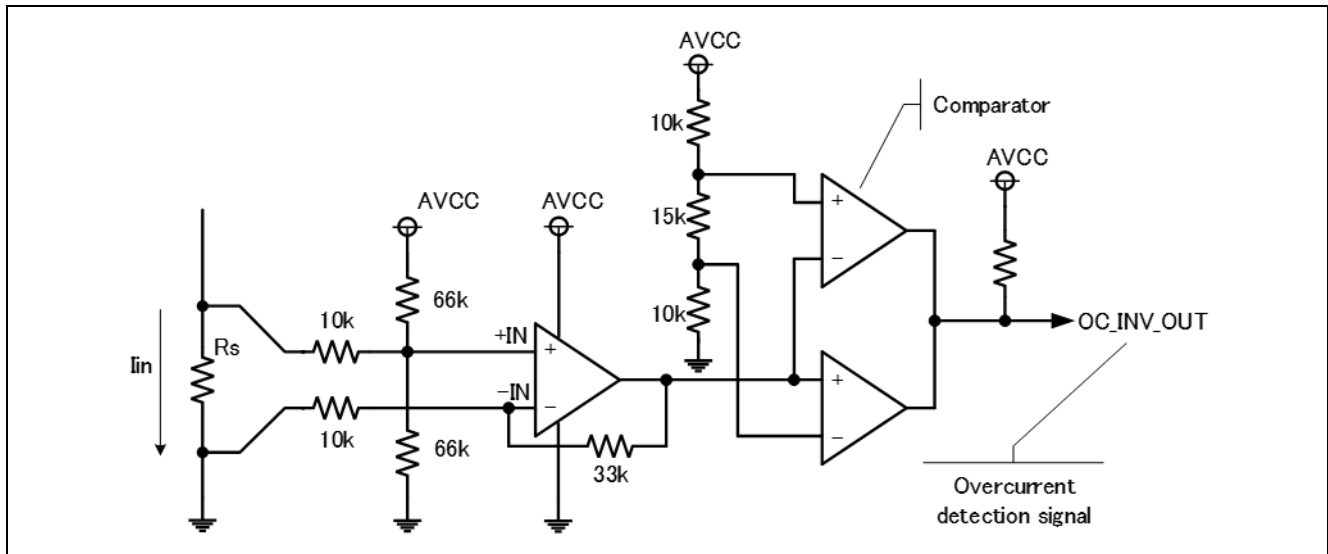 AVCC
10k
Comparator
AVCC
AVCC
AVCC
+
15k
66k
−
10k
+IN
10k
OC_INV_OUT
Iin
Rs
+
+
−IN
−
−
10k
66k
33k
Overcurrent
detection signal